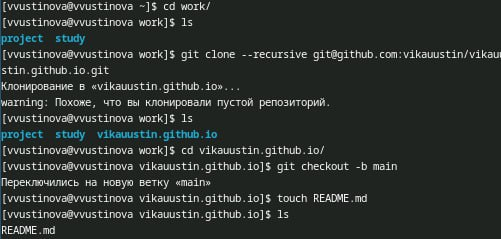 [vvustinova@vvustinova ~]$ cd work/
[vvustinova@vvustinova work]$ ls
project  study
[vvustinova@vvustinova work]$ git clone --recursive git@github.com:vikauustin/vikauu
stin.github.io.git
Клонирование в «vikauustin.github.io»...
warning: Похоже, что вы клонировали пустой репозиторий.
[vvustinova@vvustinova work]$ ls
project  study  vikauustin.github.io
[vvustinova@vvustinova work]$ cd vikauustin.github.io/
[vvustinova@vvustinova vikauustin.github.io]$ git checkout -b main
Переключились на новую ветку «main»
[vvustinova@vvustinova vikauustin.github.io]$ touch README.md
[vvustinova@vvustinova vikauustin.github.io]$ ls
README.md